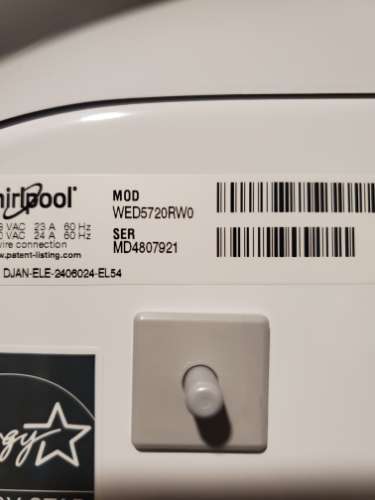 Whirlpool
MOD
WED5720RW0
VAC 23 A 60 Hz
VAC 24 A 60 Hz
SER
wire connection
MD4807921
www.patent-listing.com
DJAN-ELE-2406024-EL54